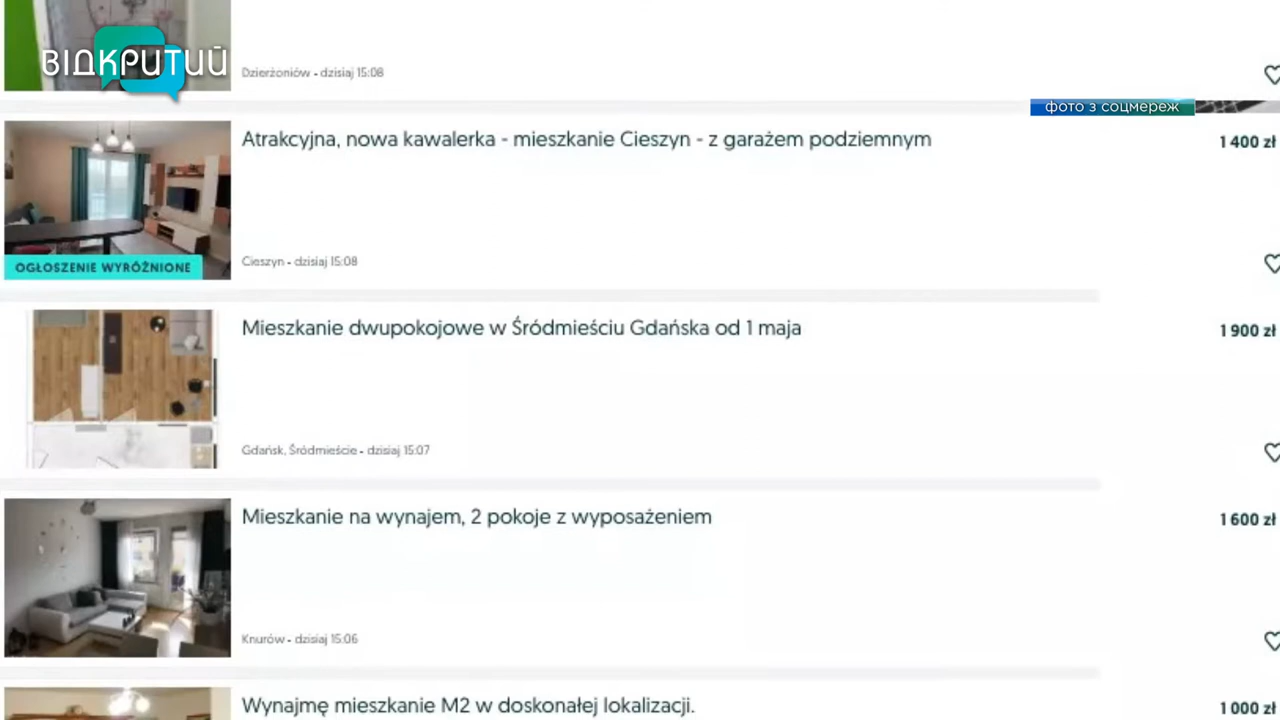 ВІДКРИТИЙ
Dzierżoniów - dzisiaj 15:08
фото з соцмереж
Atrakcyjna, nowa kawalerka - mieszkanie Cieszyn - z garażem podziemnym
1 400 zł
OGŁOSZENIE WYRÓŻNIONE
Cieszyn - dzisiaj 15:08
Mieszkanie dwupokojowe w Śródmieściu Gdańska od 1 maja
1 900 zł
Gdańsk, Śródmieście - dzisiaj 15:07
Mieszkanie na wynajem, 2 pokoje z wyposażeniem
1 600 zł
Knurów - dzisiaj 15:06
Wynajmę mieszkanie M2 w doskonałej lokalizacji.
1 000 zł